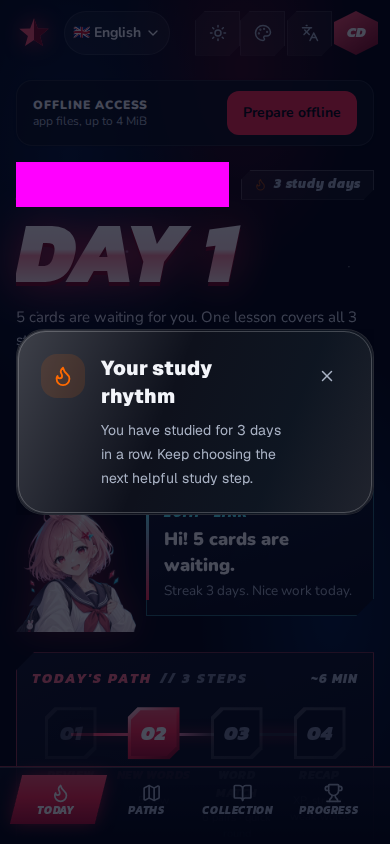 English
CD
OFFLINE ACCESS
app files, up to 4 MiB
Prepare offline
3 study days
DAY 1
5 cards are waiting for you. One lesson covers all 3
Your study
rhythm
You have studied for 3 days
in a row. Keep choosing the
next helpful study step.
Hi! 5 cards are
waiting.
Streak 3 days. Nice work today.
TODAY'S PATH // 3 STEPS
~6 MIN
01
02
03
04
WORD
RECAP
TODAY
PATHS
COLLECTION
PROGRESS